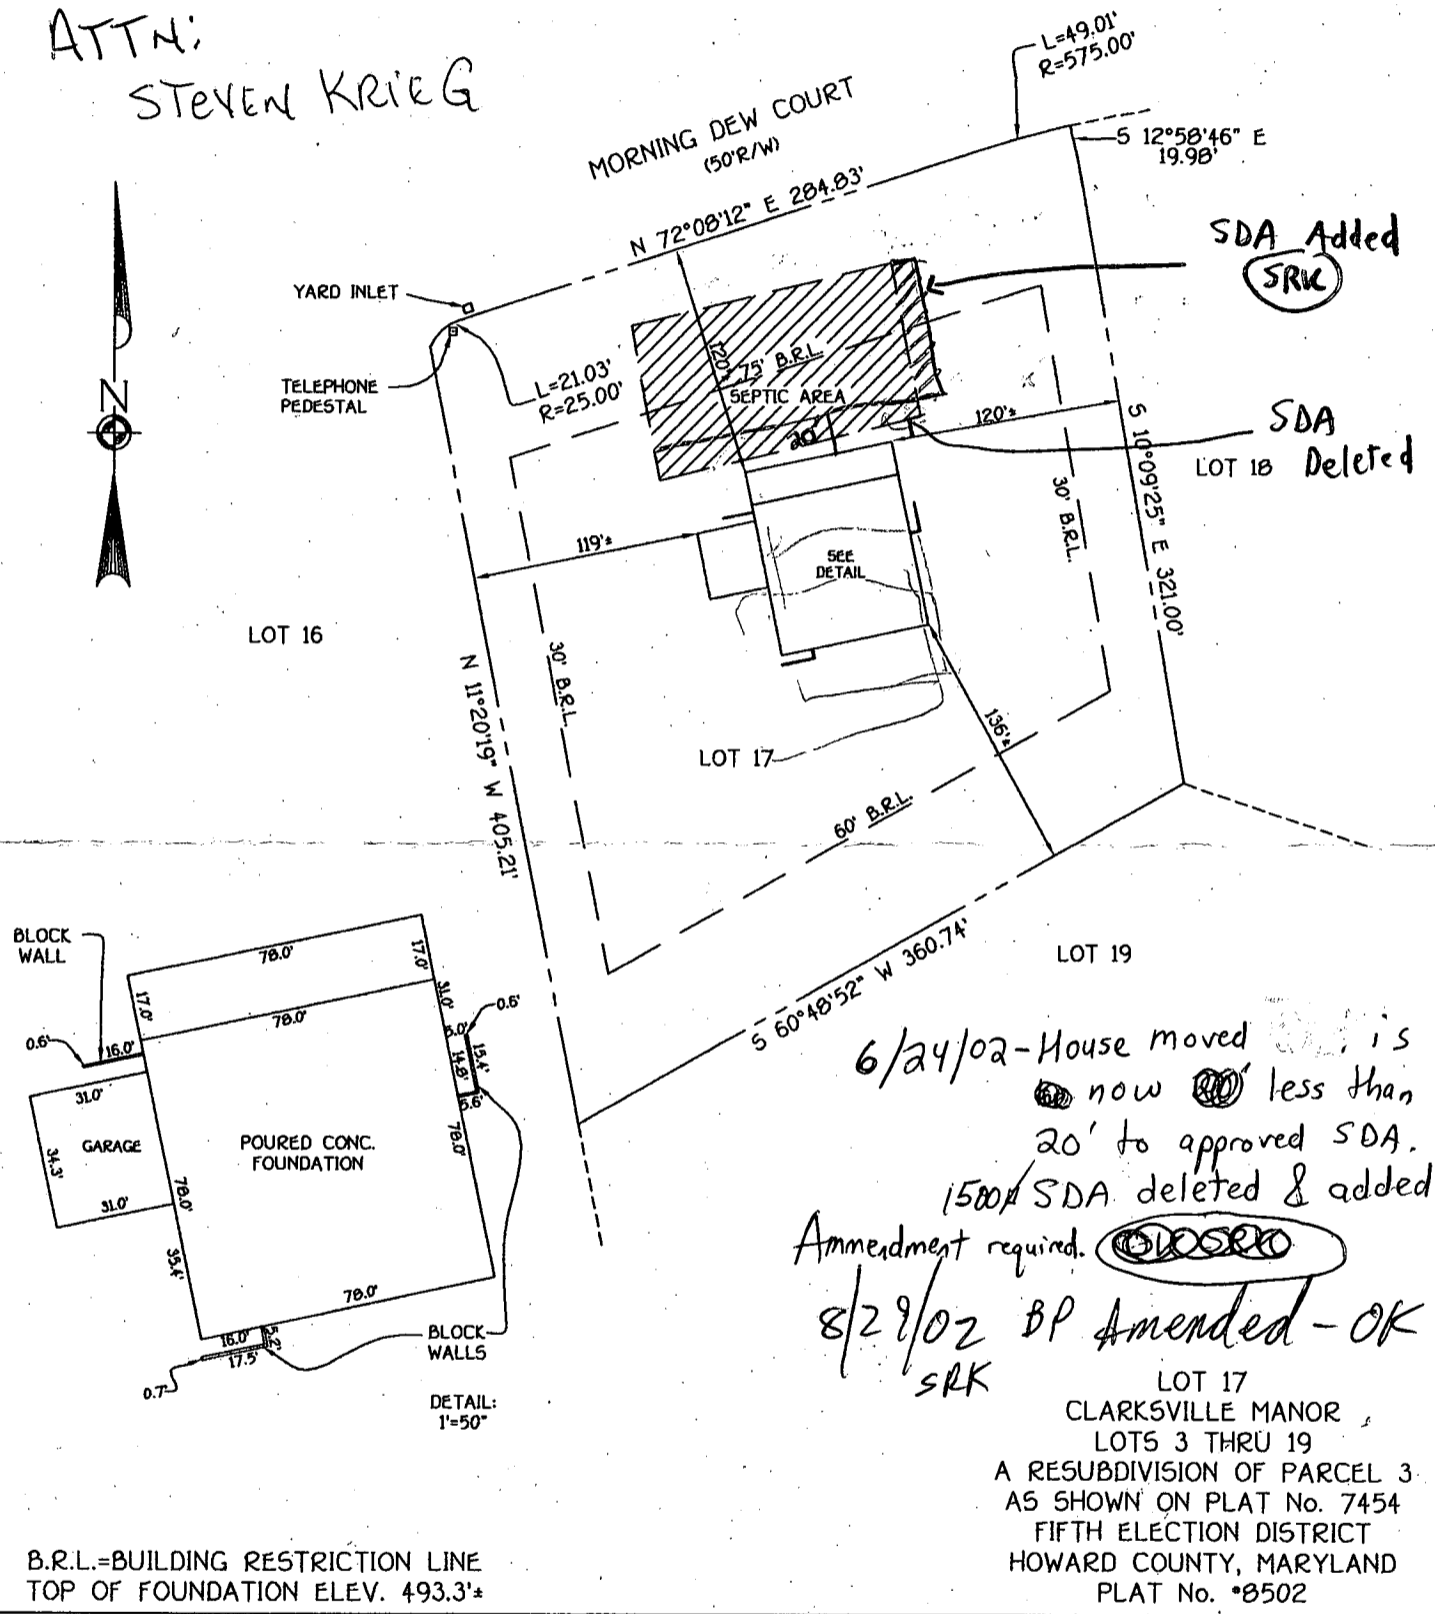 ATTN:
STEVEN KRIEG
L=49.01'
R=575.00'
MORNING DEW COURT
(50'R/W)
S 12°58'46" E
19.98'
N 72°08'12" E 284.83'
SDA Added
SRK
YARD INLET
TELEPHONE
PEDESTAL
L=21.03'
R=25.00'
120'±
75' B.R.L.
SEPTIC AREA
20'
120'±
SDA
Deleted
LOT 18
S 10°09'25" E 321.00'
30' B.R.L.
N
119'±
SEE
DETAIL
LOT 16
N 11°20'19" W 405.21'
30' B.R.L.
LOT 17
136'±
60' B.R.L.
S 60°48'52" W 360.74'
LOT 19
BLOCK
WALL
78.0'
17.0'
17.0'
78.0'
31.0'
0.6'
0.6'
16.0'
5.0'
15.4'
14.8'
5.6'
31.0'
GARAGE
34.3'
31.0'
POURED CONC.
FOUNDATION
78.0'
78.0'
35.4'
78.0'
16.0'
5.2'
17.5'
0.7'
BLOCK
WALLS
DETAIL:
1'=50"
6/24/02-House moved is
now less than
20' to approved SDA.
1500 SDA deleted & added
Ammendment required.
8/29/02 BP Amended - OK
SRK
LOT 17
CLARKSVILLE MANOR
LOTS 3 THRU 19
A RESUBDIVISION OF PARCEL 3
AS SHOWN ON PLAT No. 7454
FIFTH ELECTION DISTRICT
HOWARD COUNTY, MARYLAND
PLAT No. *8502
B.R.L.=BUILDING RESTRICTION LINE
TOP OF FOUNDATION ELEV. 493.3'±